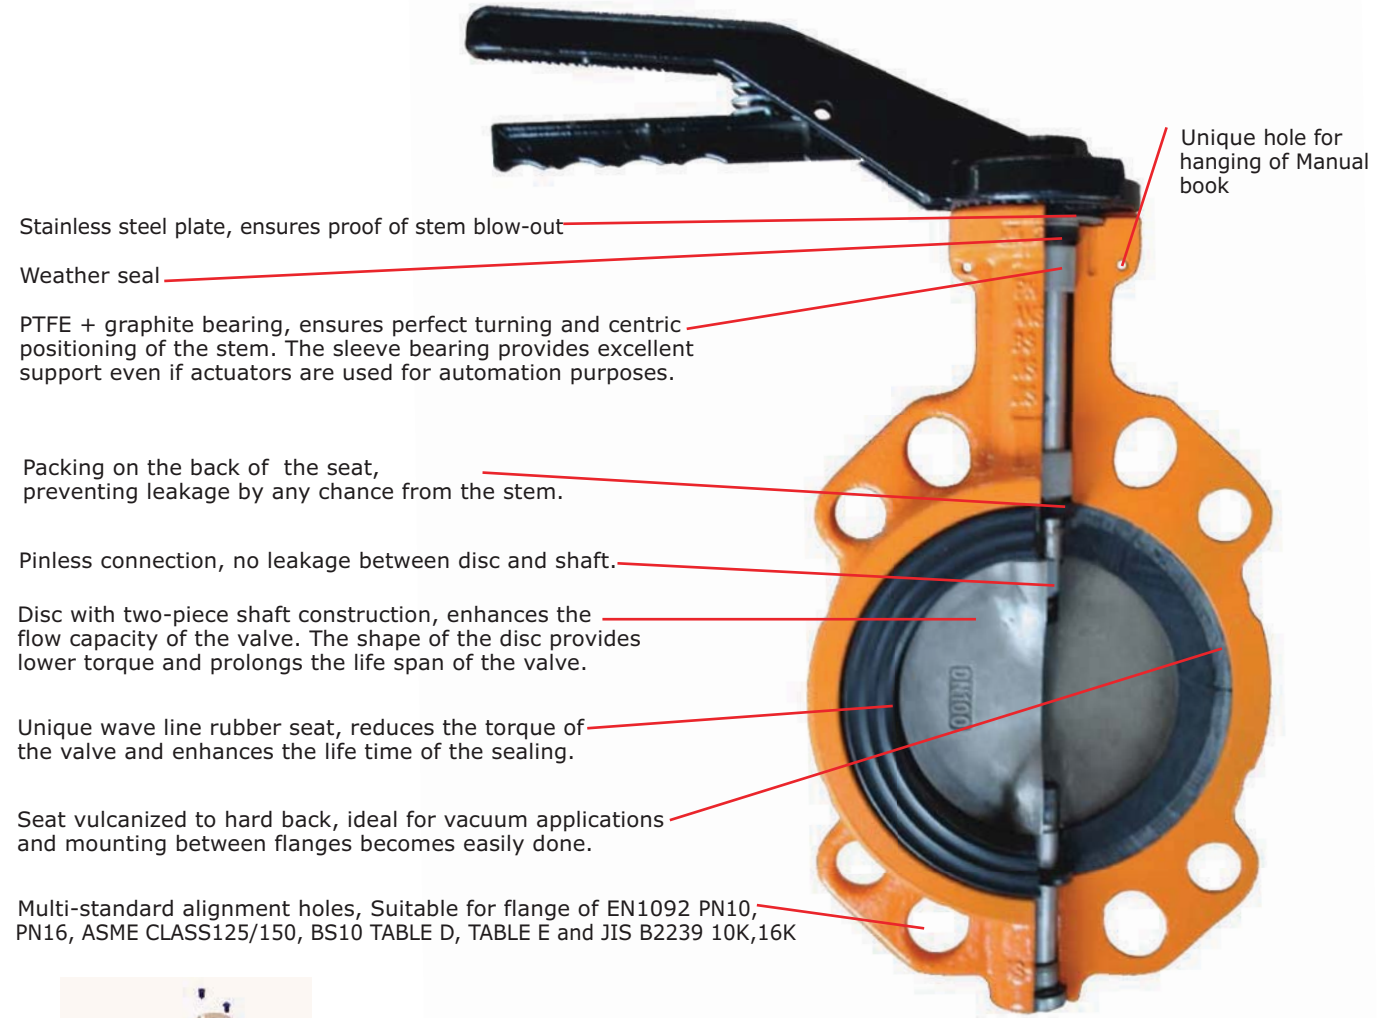 Unique hole for
hanging of Manual
book
Stainless steel plate, ensures proof of stem blow-out
Weather seal
PTFE + graphite bearing, ensures perfect turning and centric
positioning of the stem. The sleeve bearing provides excellent
support even if actuators are used for automation purposes.
Packing on the back of the seat,
preventing leakage by any chance from the stem.
Pinless connection, no leakage between disc and shaft.
Disc with two-piece shaft construction, enhances the
flow capacity of the valve. The shape of the disc provides
lower torque and prolongs the life span of the valve.
DN100
Unique wave line rubber seat, reduces the torque of
the valve and enhances the life time of the sealing.
Seat vulcanized to hard back, ideal for vacuum applications
and mounting between flanges becomes easily done.
Multi-standard alignment holes, Suitable for flange of EN1092 PN10,
PN16, ASME CLASS125/150, BS10 TABLE D, TABLE E and JIS B2239 10K,16K